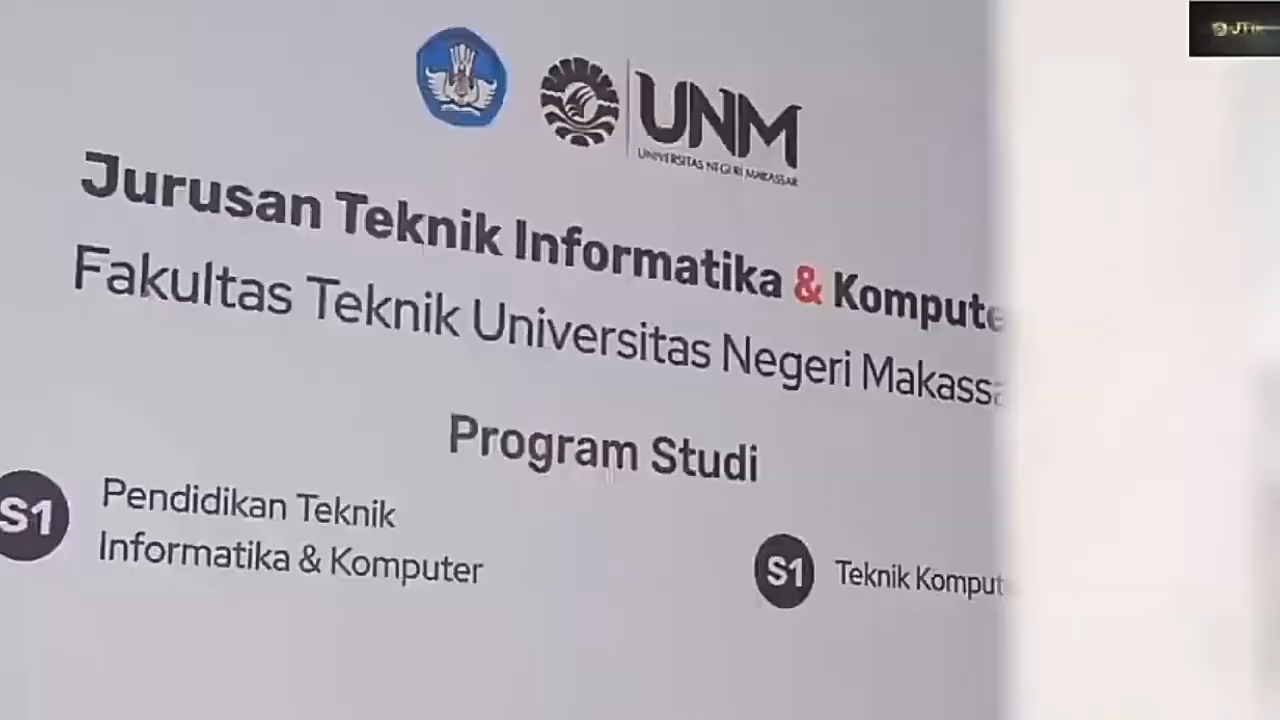 UNM
UNIVERSITAS NEGERI MAKASSAR
Jurusan Teknik Informatika & Kompute
Fakultas Teknik Universitas Negeri Makassa
Program Studi
S1 Pendidikan Teknik
Informatika & Komputer
S1 Teknik Komput